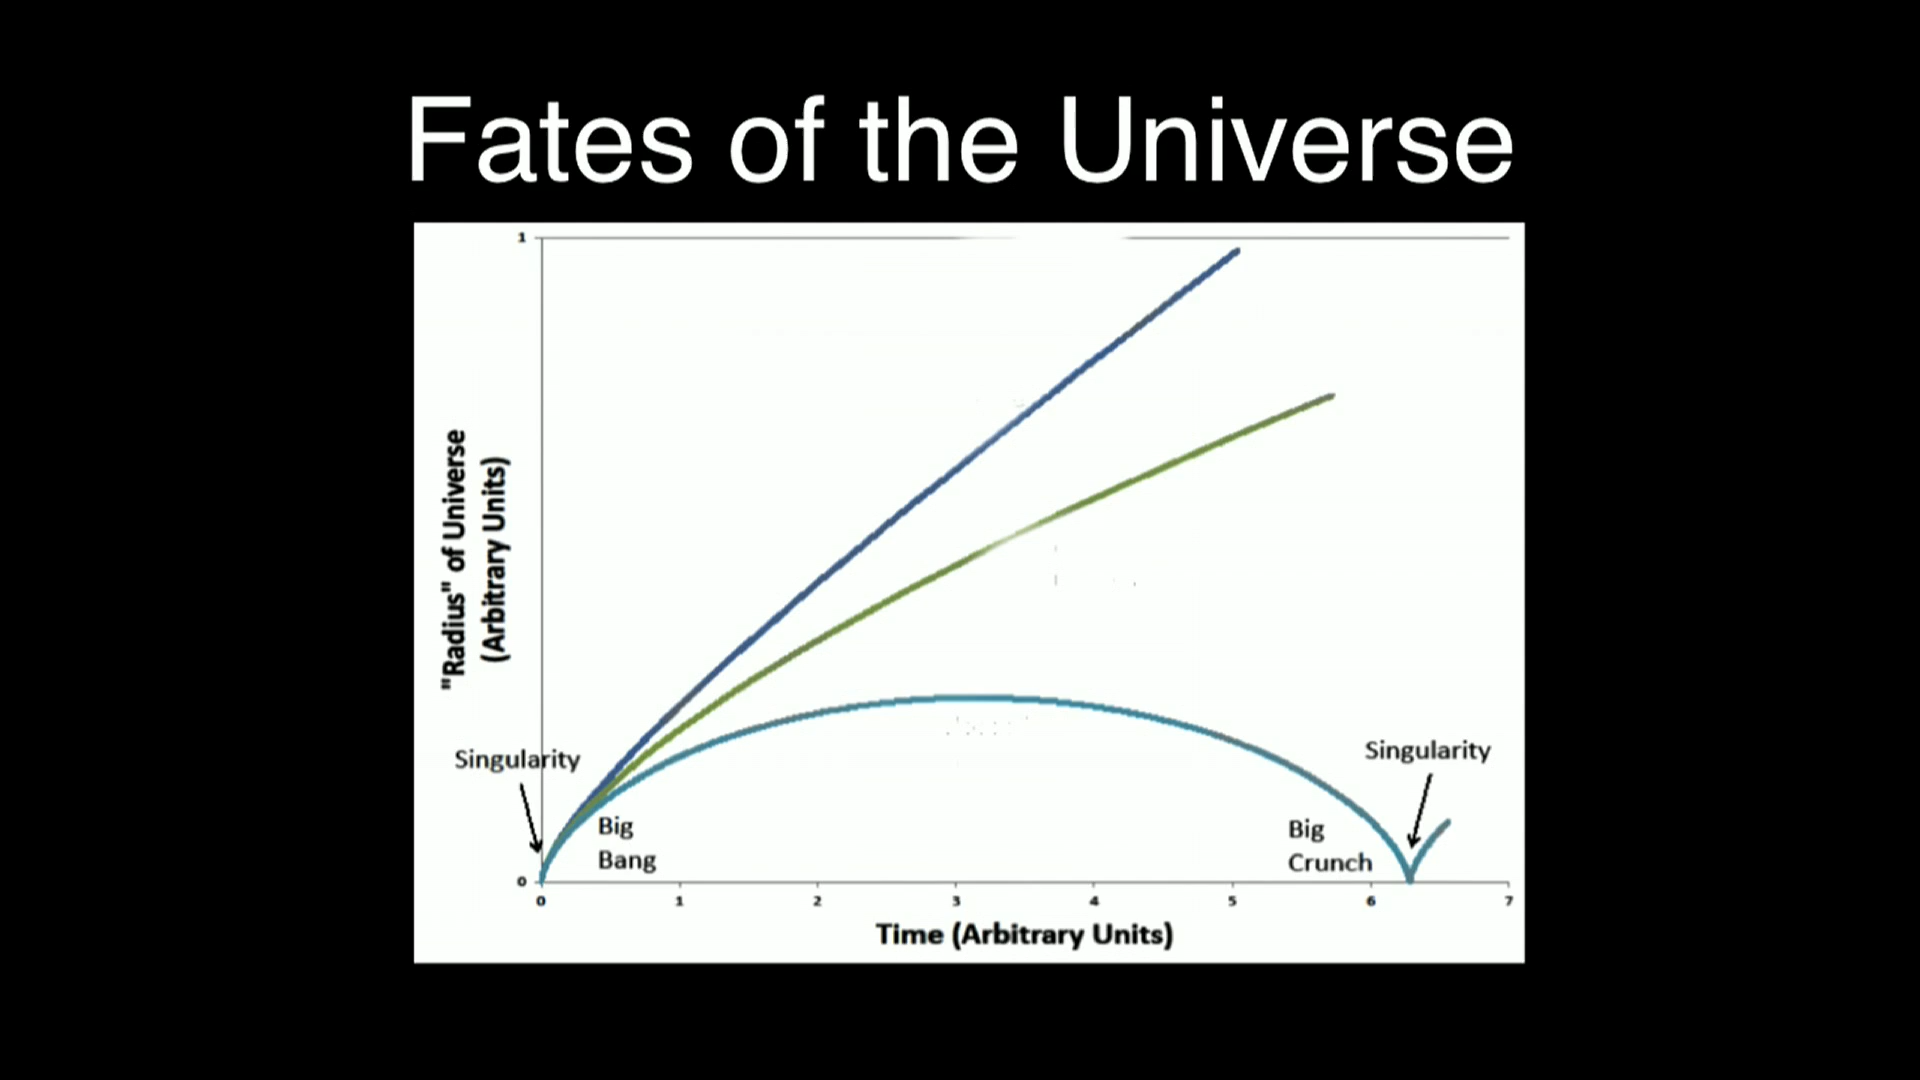 Fates of the Universe
1
"Radius" of Universe
(Arbitrary Units)
Singularity
Singularity
Big
Bang
Big
Crunch
0
0 1 2 3 4 5 6 7
Time (Arbitrary Units)